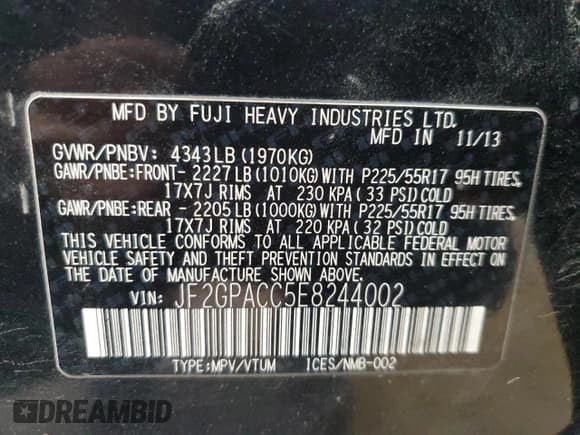 MFD BY FUJI HEAVY INDUSTRIES LTD.
MFD IN 11/13
GVWR/PNBV: 4343LB(1970KG)
GAWR/PNBE:FRONT- 2227LB(1010KG)WITH P225/55R17 95H TIRES,
17X7J RIMS AT 230 KPA(33 PSI)COLD
GAWR/PNBE:REAR - 2205LB(1000KG)WITH P225/55R17 95H TIRES,
17X7J RIMS AT 220 KPA(32 PSI)COLD
THIS VEHICLE CONFORMS TO ALL APPLICABLE FEDERAL MOTOR
VEHICLE SAFETY AND THEFT PREVENTION STANDARDS IN EFFECT ON
THE DATE OF MANUFACTURE SHOWN ABOVE.
VIN: JF2GPACC5E8244002
TYPE:MPV/VTUM ICES/NMB-002
DREAMBID